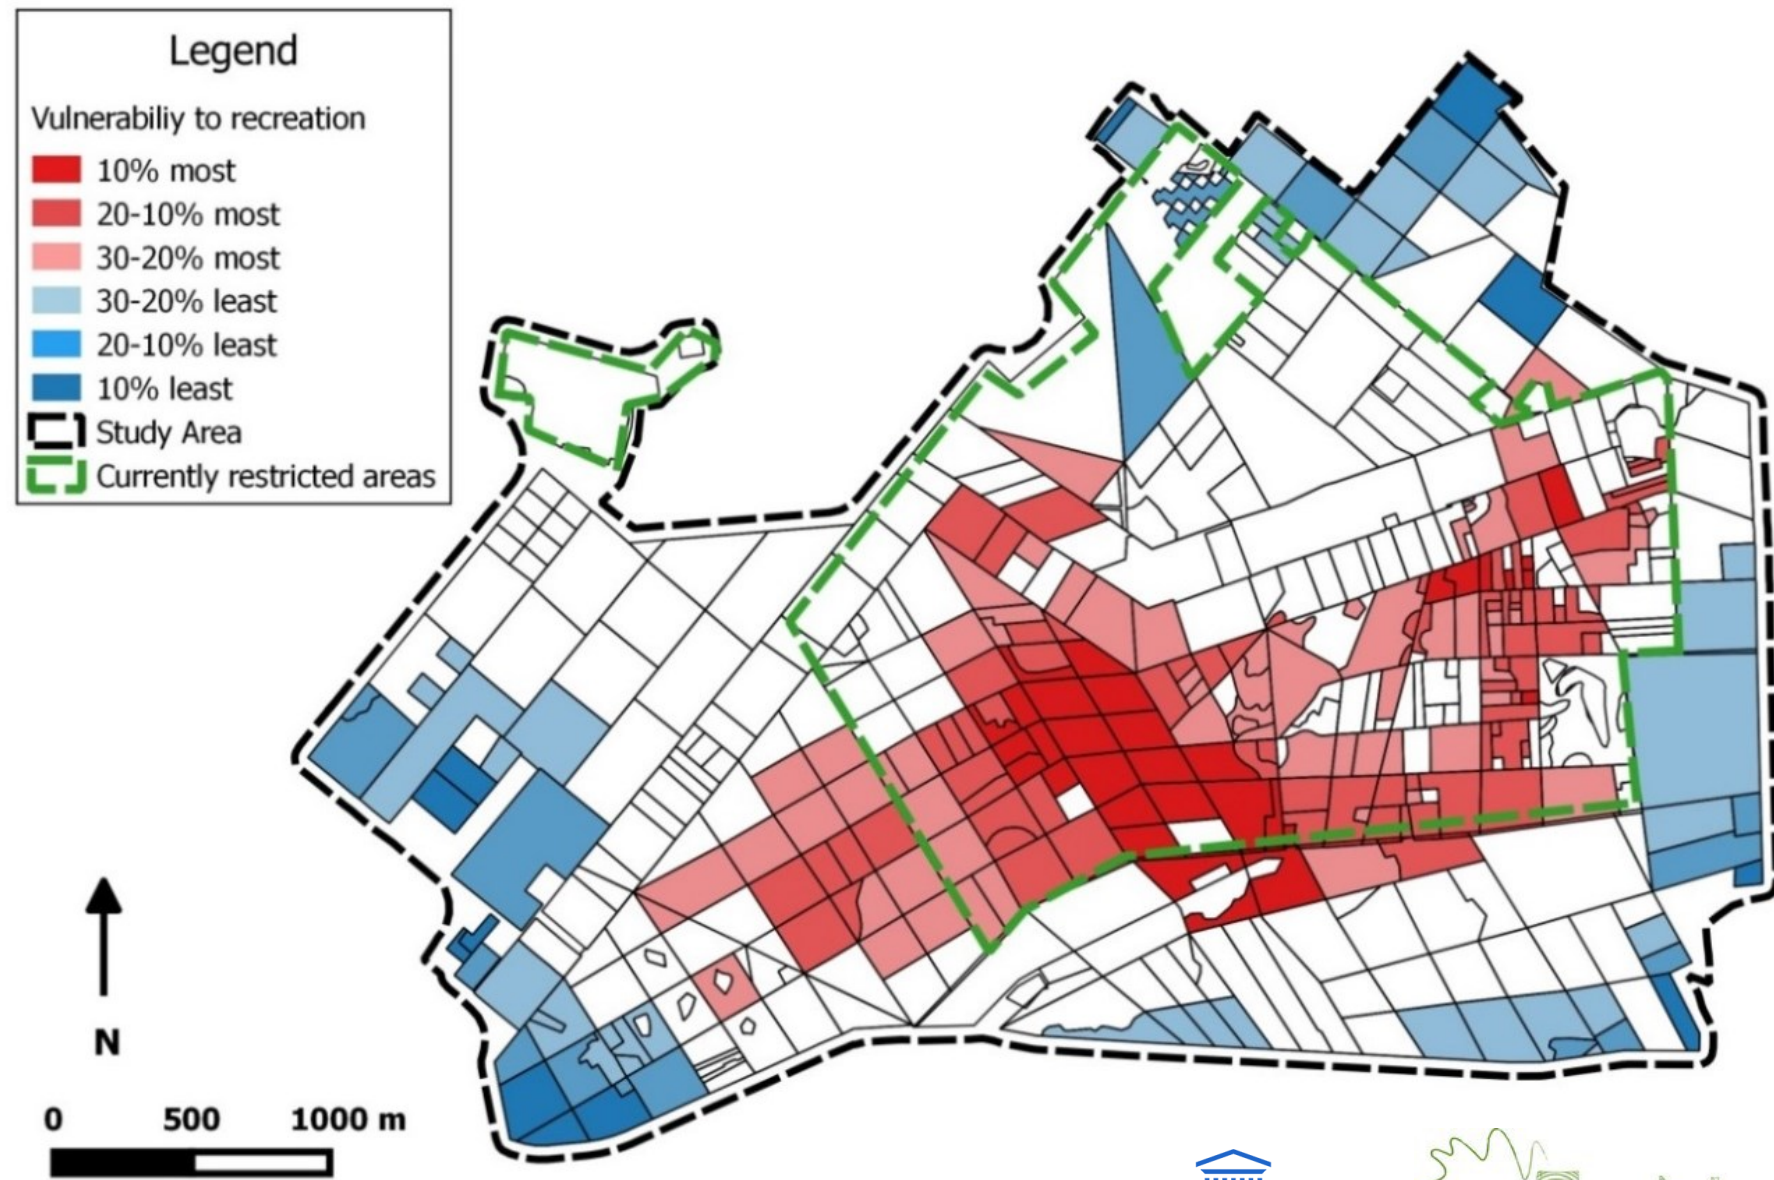 Legend
Vulnerabiliy to recreation
10% most
20-10% most
30-20% most
30-20% least
20-10% least
10% least
Study Area
Currently restricted areas
N
0 500 1000 m